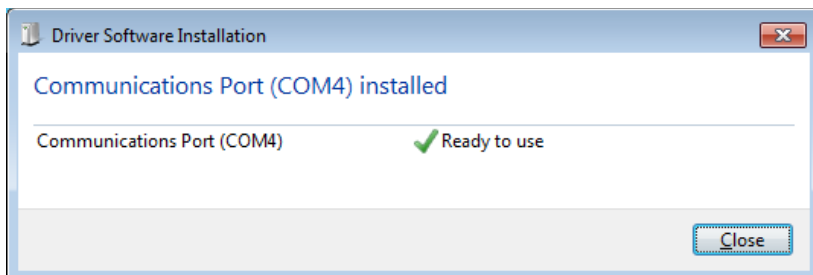 Driver Software Installation
Communications Port (COM4) installed
Communications Port (COM4) Ready to use
Close